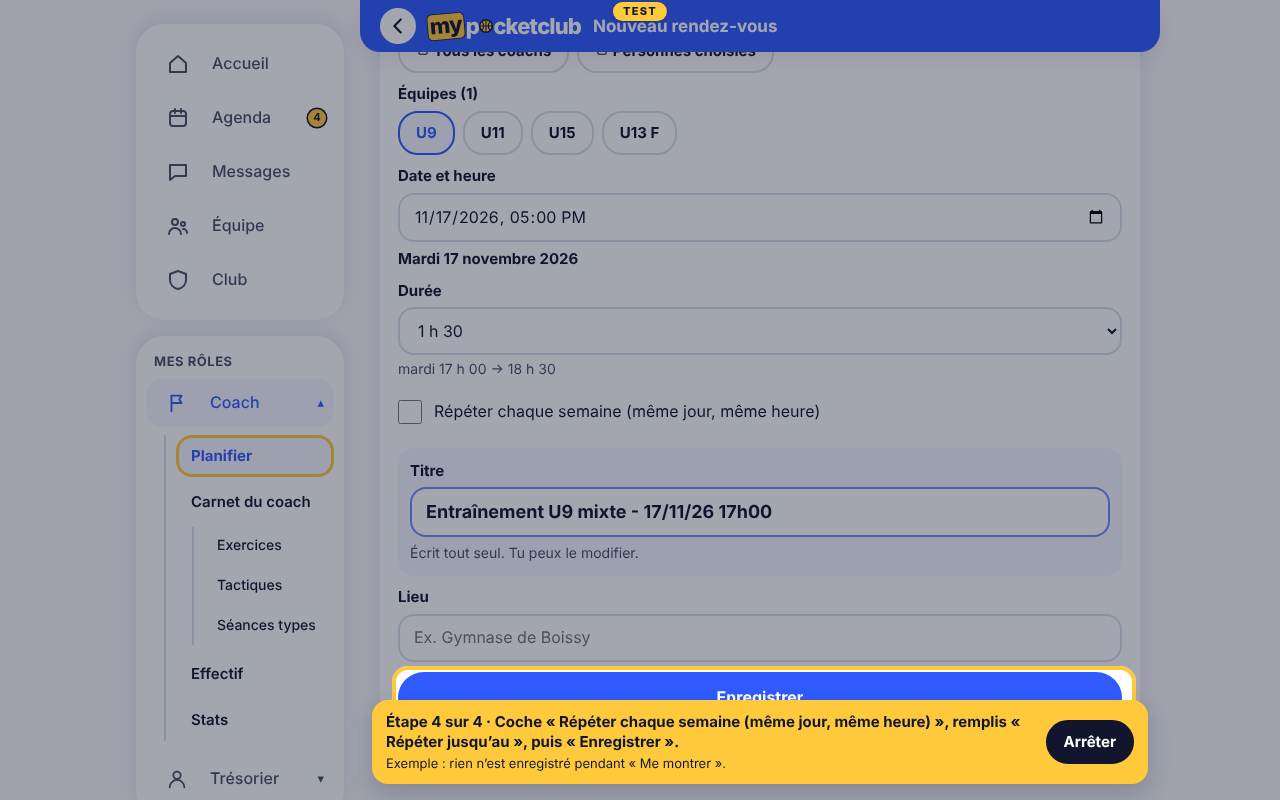 TEST
mypocketclub Nouveau rendez-vous
Accueil
Agenda 4
Messages
Équipe
Club
MES RÔLES
Coach
Planifier
Carnet du coach
Exercices
Tactiques
Séances types
Effectif
Stats
Trésorier
Tous les coachs Personnes choisies
Équipes (1)
U9 U11 U15 U13 F
Date et heure
11/17/2026, 05:00 PM
Mardi 17 novembre 2026
Durée
1 h 30
mardi 17 h 00 → 18 h 30
Répéter chaque semaine (même jour, même heure)
Titre
Entraînement U9 mixte - 17/11/26 17h00
Écrit tout seul. Tu peux le modifier.
Lieu
Ex. Gymnase de Boissy
Enregistrer
Étape 4 sur 4 · Coche « Répéter chaque semaine (même jour, même heure) », remplis «
Répéter jusqu’au », puis « Enregistrer ».
Exemple : rien n’est enregistré pendant « Me montrer ».
Arrêter